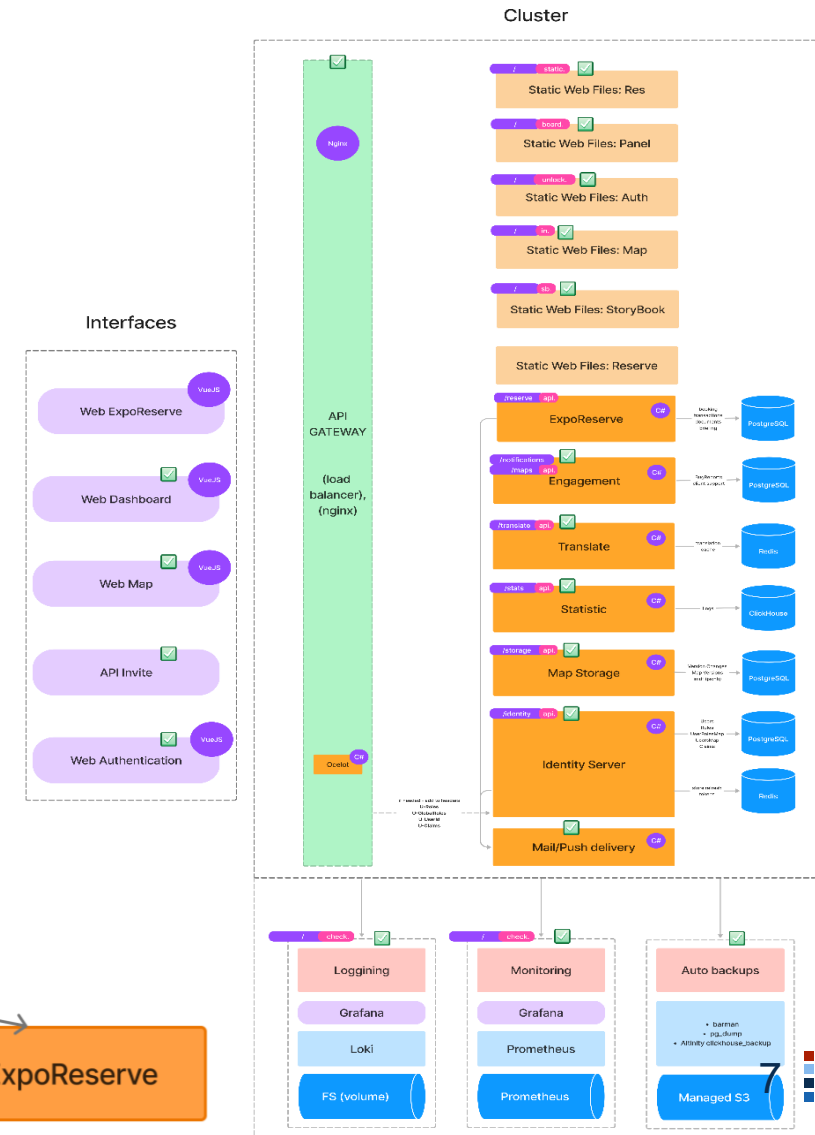 Cluster
Interfaces
Web ExpoReserve
VueJS
Web Dashboard
VueJS
Web Map
VueJS
API Invite
Web Authentication
VueJS
Nginx
API
GATEWAY
(load
balancer),
(nginx)
Ocelot
C#
/ static.
Static Web Files: Res
/ board.
Static Web Files: Panel
/ unlock.
Static Web Files: Auth
/ in.
Static Web Files: Map
/ sb.
Static Web Files: StoryBook
Static Web Files: Reserve
/reserve api.
ExpoReserve
C#
PostgreSQL
/notifications
/maps api.
Engagement
C#
client support
PostgreSQL
/translate api.
Translate
C#
cache
Redis
/stats api.
Statistic
C#
Logs
ClickHouse
/storage api.
Map Storage
C#
PostgreSQL
/identity api.
Identity Server
C#
PostgreSQL
Redis
Mail/Push delivery
C#
/ check.
Loggining
Grafana
Loki
FS (volume)
/ check.
Monitoring
Grafana
Prometheus
Prometheus
Auto backups
• barman
• pg_dump
• Altinity clickhouse_backup
Managed S3
xpoReserve
7